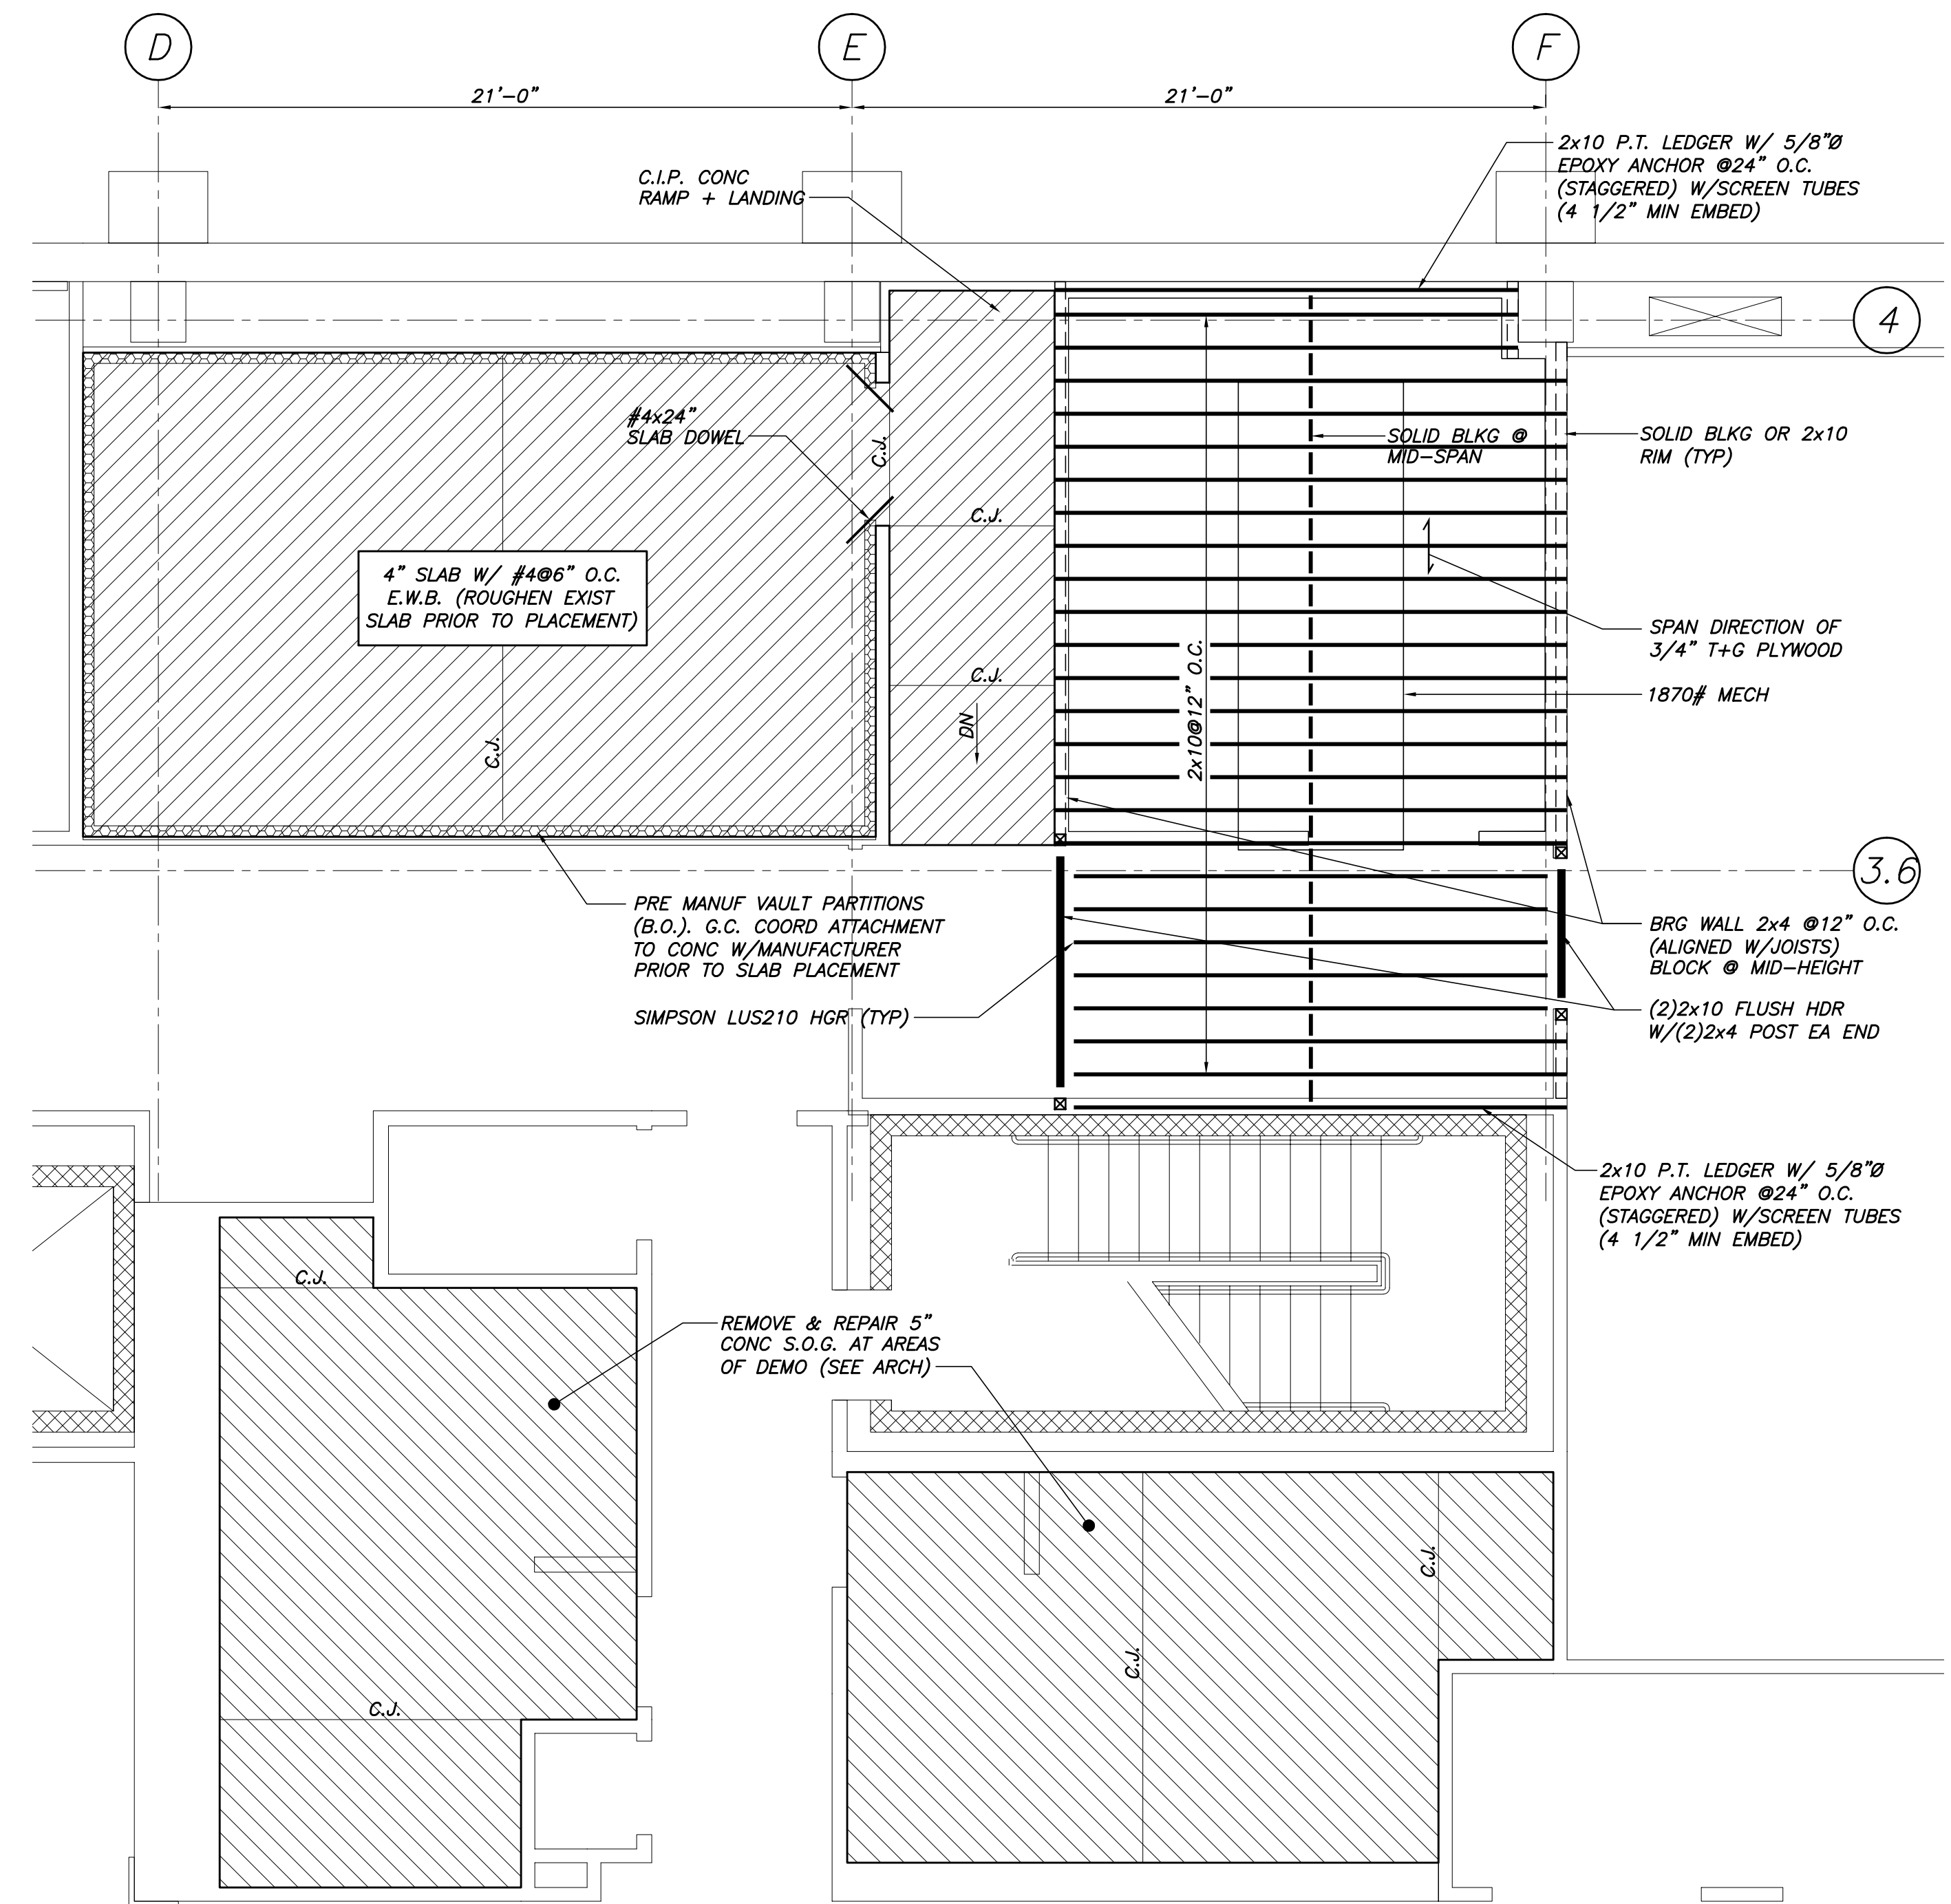 D
E
F
21'-0"
21'-0"
2x10 P.T. LEDGER W/ 5/8"Ø
EPOXY ANCHOR @24" O.C.
(STAGGERED) W/SCREEN TUBES
(4 1/2" MIN EMBED)
C.I.P. CONC
RAMP + LANDING
4
#4x24"
SLAB DOWEL
C.J.
SOLID BLKG @
MID-SPAN
SOLID BLKG OR 2x10
RIM (TYP)
C.J.
4" SLAB W/ #4@6" O.C.
E.W.B. (ROUGHEN EXIST
SLAB PRIOR TO PLACEMENT)
SPAN DIRECTION OF
3/4" T+G PLYWOOD
C.J.
1870# MECH
2x10@12" O.C.
DN
C.J.
3.6
PRE MANUF VAULT PARTITIONS
(B.O.). G.C. COORD ATTACHMENT
TO CONC W/MANUFACTURER
PRIOR TO SLAB PLACEMENT
BRG WALL 2x4 @12" O.C.
(ALIGNED W/JOISTS)
BLOCK @ MID-HEIGHT
SIMPSON LUS210 HGR (TYP)
(2)2x10 FLUSH HDR
W/(2)2x4 POST EA END
2x10 P.T. LEDGER W/ 5/8"Ø
EPOXY ANCHOR @24" O.C.
(STAGGERED) W/SCREEN TUBES
(4 1/2" MIN EMBED)
C.J.
REMOVE & REPAIR 5"
CONC S.O.G. AT AREAS
OF DEMO (SEE ARCH)
C.J.
C.J.
C.J.